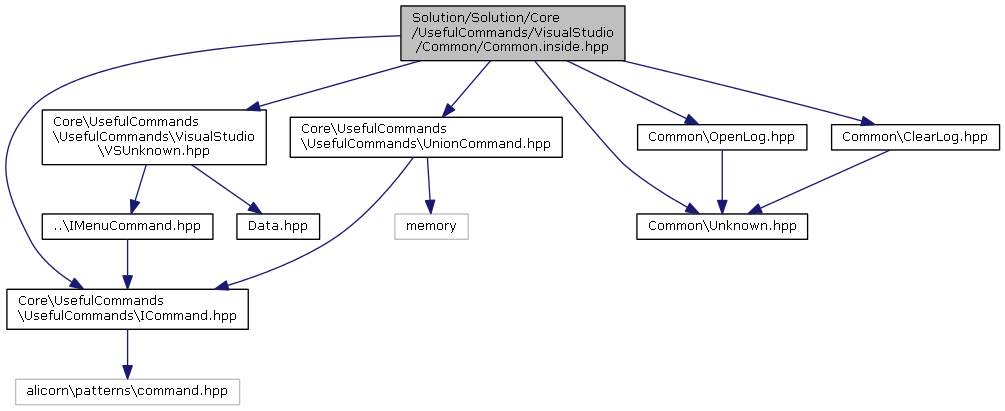 Solution/Solution/Core
/UsefulCommands/VisualStudio
/Common/Common.inside.hpp
Core\UsefulCommands
\UsefulCommands\VisualStudio
\VSUnknown.hpp
Core\UsefulCommands
\UsefulCommands\UnionCommand.hpp
Common\OpenLog.hpp
Common\ClearLog.hpp
..\IMenuCommand.hpp
Data.hpp
memory
Common\Unknown.hpp
Core\UsefulCommands
\UsefulCommands\ICommand.hpp
alicorn\patterns\command.hpp